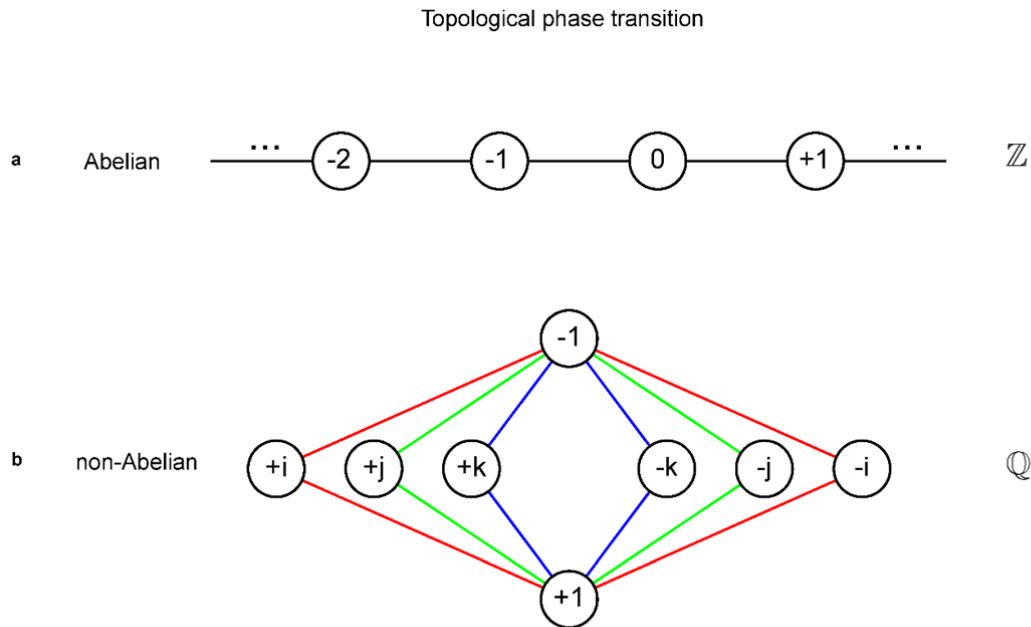 Topological phase transition
a Abelian ... -2 -1 0 +1 ... ℤ
-1
b non-Abelian +i +j +k -k -j -i ℚ
+1